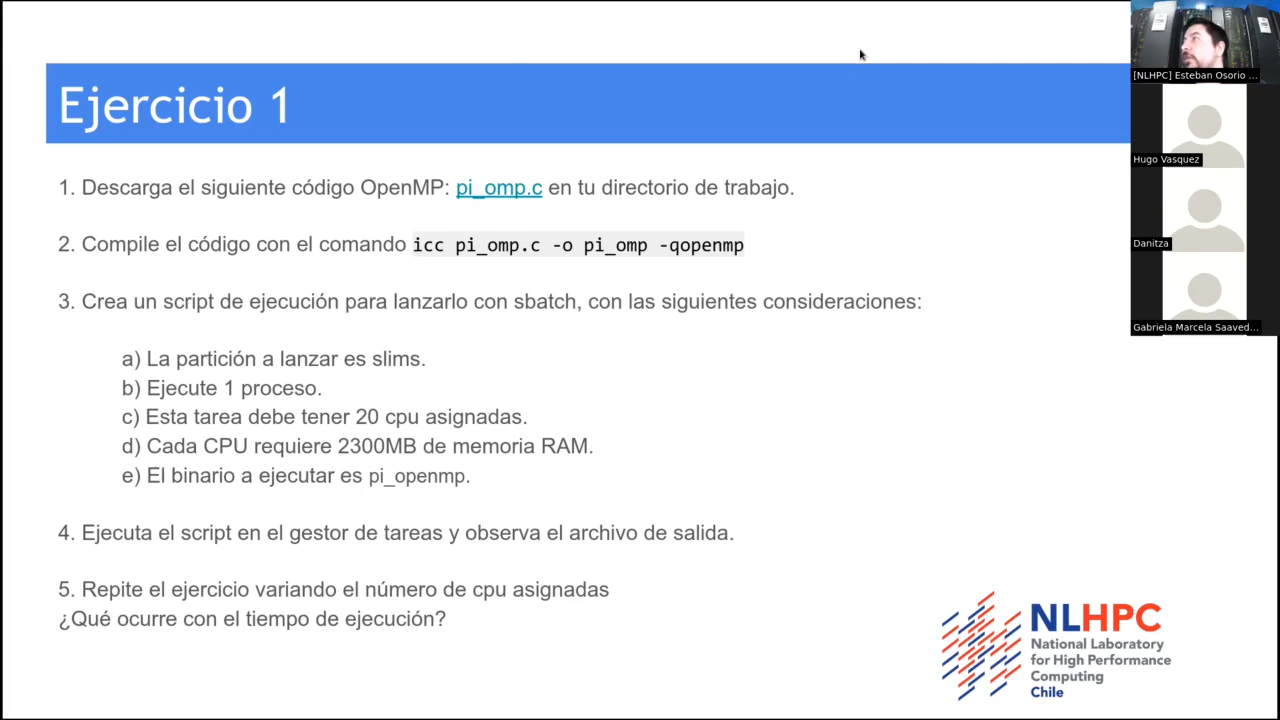 Ejercicio 1
1. Descarga el siguiente código OpenMP: pi_omp.c en tu directorio de trabajo.
2. Compile el código con el comando icc pi_omp.c -o pi_omp -qopenmp
3. Crea un script de ejecución para lanzarlo con sbatch, con las siguientes consideraciones:
a) La partición a lanzar es slims.
b) Ejecute 1 proceso.
c) Esta tarea debe tener 20 cpu asignadas.
d) Cada CPU requiere 2300MB de memoria RAM.
e) El binario a ejecutar es pi_openmp.
4. Ejecuta el script en el gestor de tareas y observa el archivo de salida.
5. Repite el ejercicio variando el número de cpu asignadas
¿Qué ocurre con el tiempo de ejecución?
NLHPC
National Laboratory
for High Performance
Computing
Chile
[NLHPC] Esteban Osorio ...
Hugo Vasquez
Danitza
Gabriela Marcela Saaved...